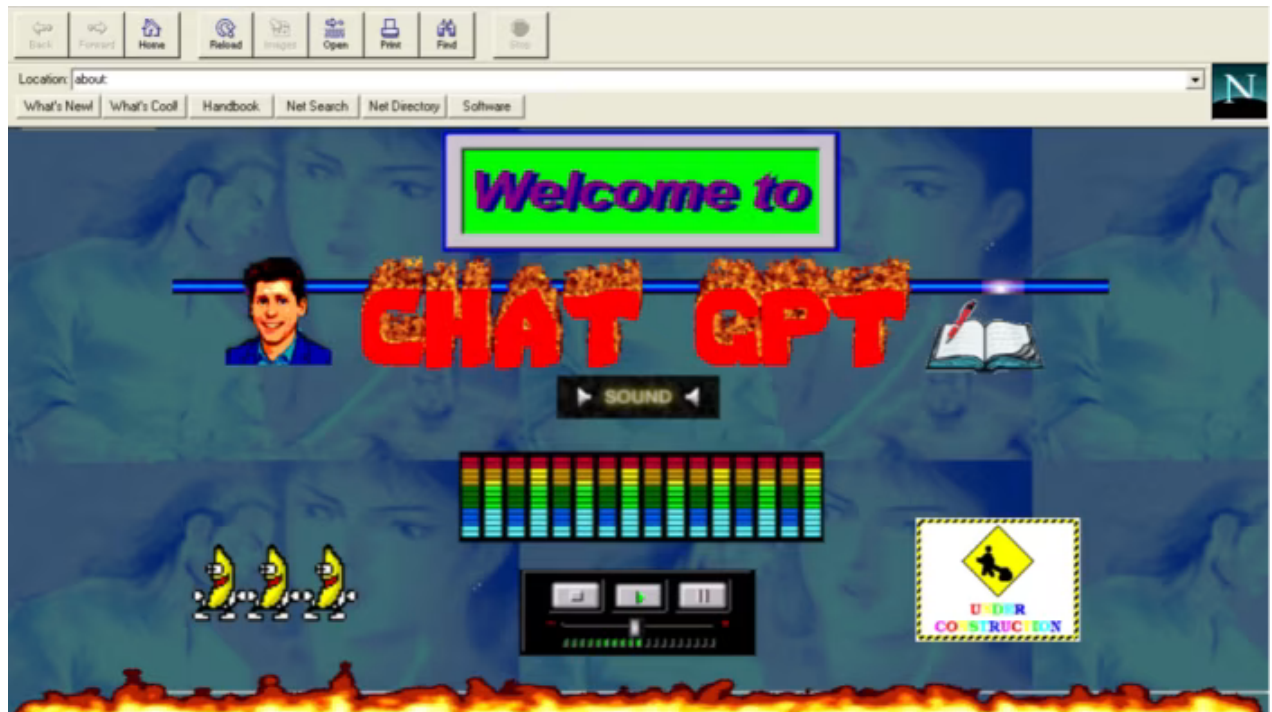 Back Forward Home Reload Images Open Print Find Stop
Location: about:
N
What's New! What's Cool! Handbook Net Search Net Directory Software
Welcome to
CHAT GPT
SOUND
UNDER
CONSTRUCTION